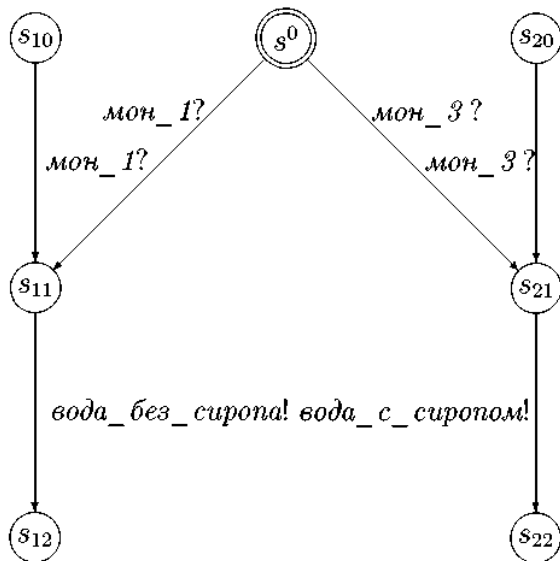 s₁₀ s⁰ s₂₀
мон_1? мон_3?
мон_1? мон_3?
s₁₁ s₂₁
вода_без_сиропа! вода_с_сиропом!
s₁₂ s₂₂